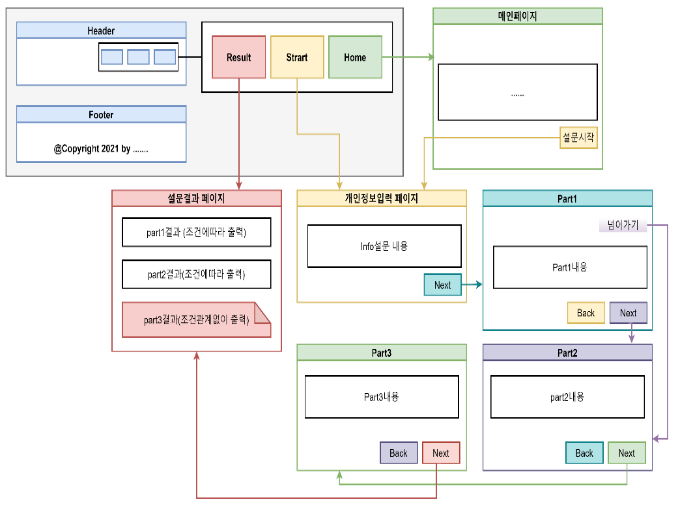 Header
Result
Strart
Home
Footer
@Copyright 2021 by .......
메인페이지
......
설문시작
설문결과 페이지
part1결과 (조건에따라 출력)
part2결과(조건에따라 출력)
part3결과(조건관계없이 출력)
개인정보입력 페이지
Info설문 내용
Next
Part1
넘어가기
Part1내용
Back
Next
Part3
Part3내용
Back
Next
Part2
part2내용
Back
Next